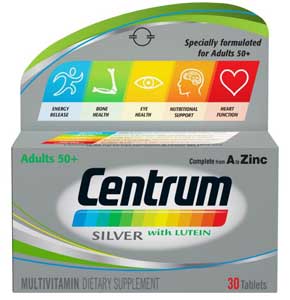 Specially formulated
for Adults 50+
ENERGY
RELEASE
BONE
HEALTH
EYE
HEALTH
NUTRITIONAL
SUPPORT
HEART
FUNCTION
Adults 50+
Complete from A to Zinc
Centrum
SILVER with LUTEIN
MULTIVITAMIN DIETARY SUPPLEMENT
30 Tablets